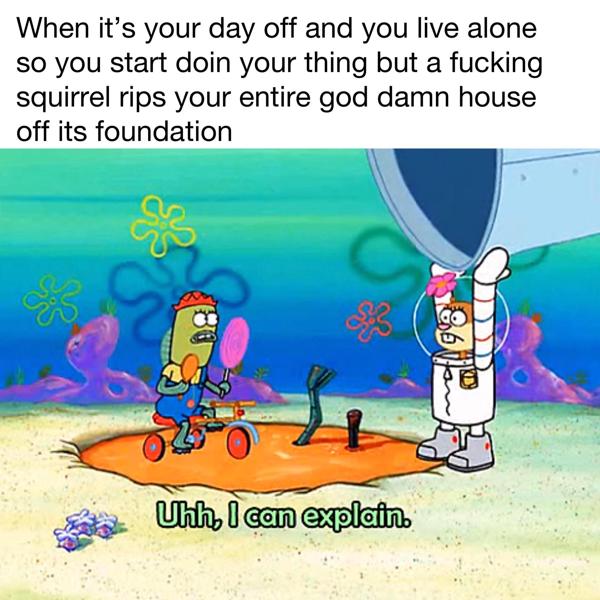 When it’s your day off and you live alone
so you start doin your thing but a fucking
squirrel rips your entire god damn house
off its foundation
Uhh, I can explain.